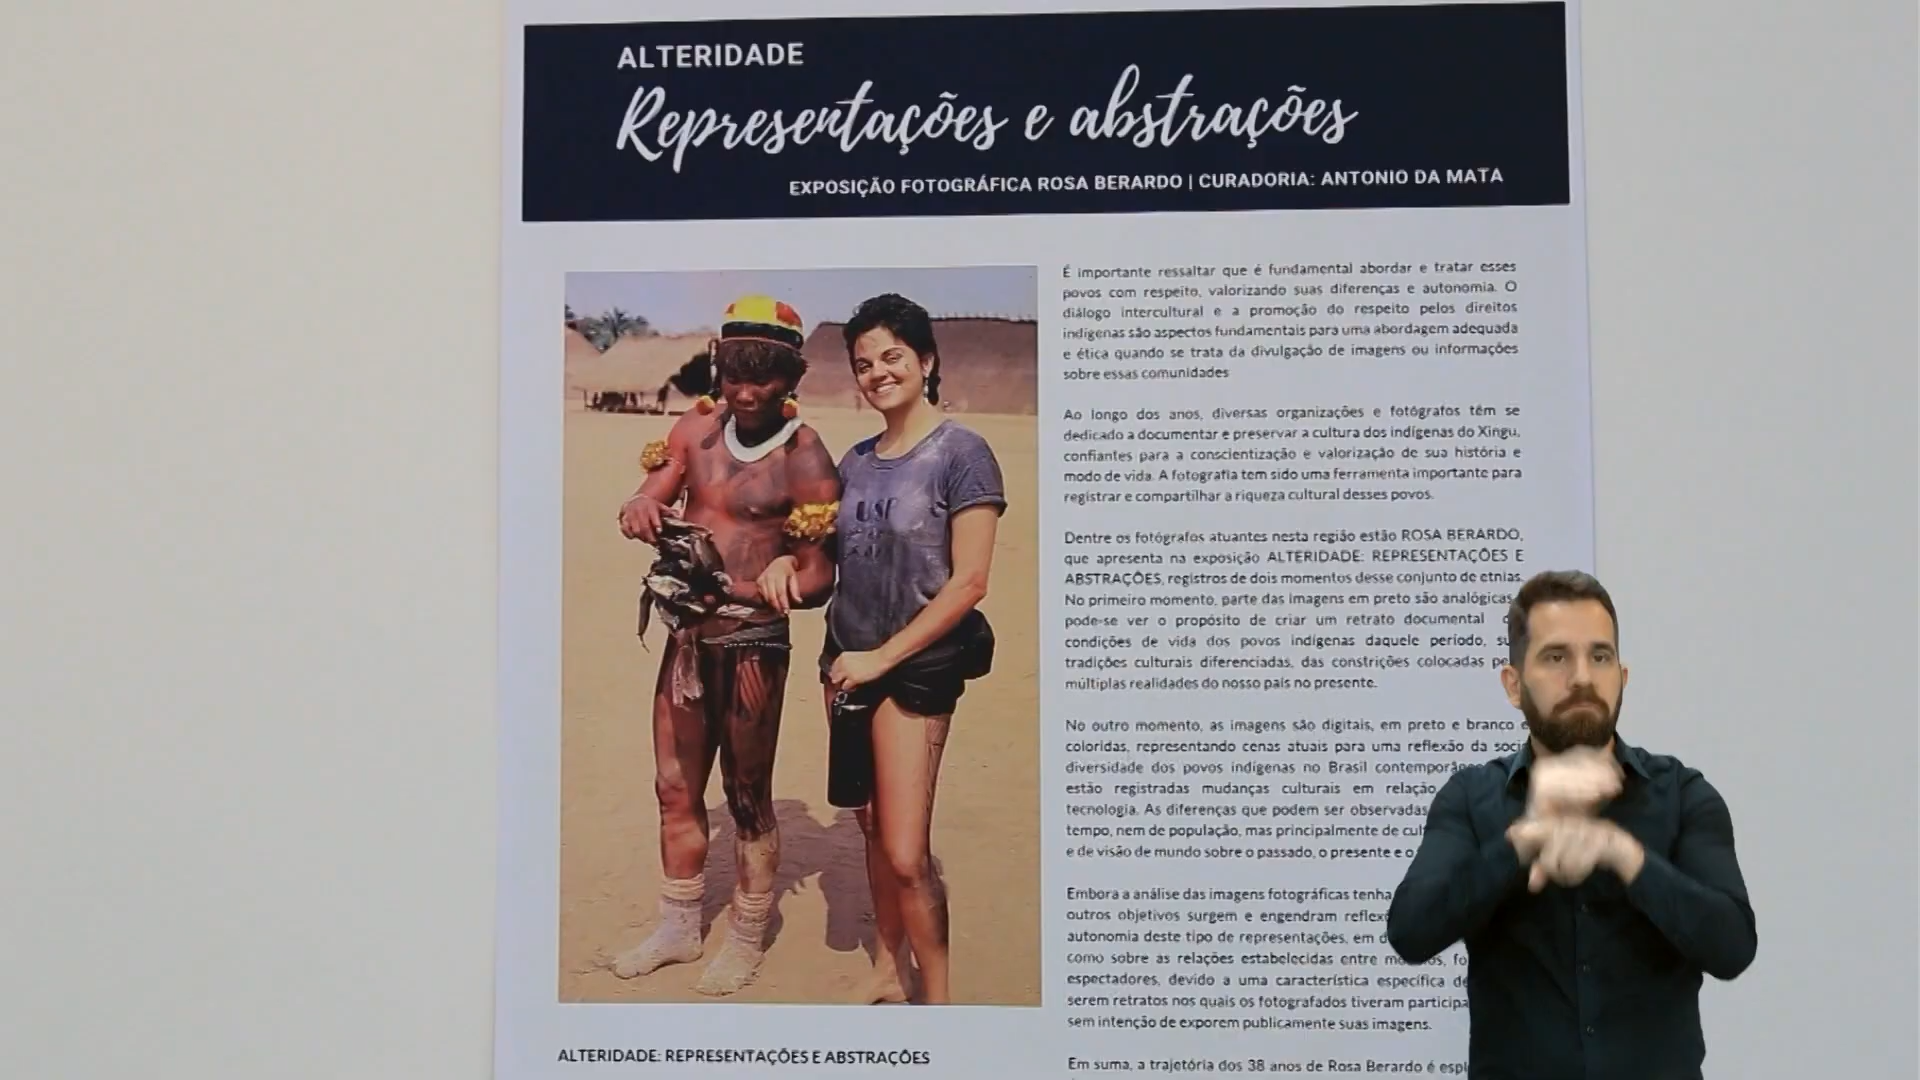 ALTERIDADE
Representações e abstrações
EXPOSIÇÃO FOTOGRÁFICA ROSA BERARDO | CURADORIA: ANTONIO DA MATA
É importante ressaltar que é fundamental abordar e tratar esses
povos com respeito, valorizando suas diferenças e autonomia. O
diálogo intercultural e a promoção do respeito pelos direitos
indígenas são aspectos fundamentais para uma abordagem adequada
e ética quando se trata da divulgação de imagens ou informações
sobre essas comunidades
Ao longo dos anos, diversas organizações e fotógrafos têm se
dedicado a documentar e preservar a cultura dos indígenas do Xingu,
confiantes para a conscientização e valorização de sua história e
modo de vida. A fotografia tem sido uma ferramenta importante para
registrar e compartilhar a riqueza cultural desses povos.
Dentre os fotógrafos atuantes nesta região estão ROSA BERARDO,
que apresenta na exposição ALTERIDADE: REPRESENTAÇÕES E
ABSTRAÇÕES, registros de dois momentos desse conjunto de etnias.
No primeiro momento, parte das imagens em preto são analógicas
pode-se ver o propósito de criar um retrato documental
condições de vida dos povos indígenas daquele período,
tradições culturais diferenciadas, das constrições colocadas
múltiplas realidades do nosso país no presente.
No outro momento, as imagens são digitais, em preto e branco e
coloridas, representando cenas atuais para uma reflexão da
diversidade dos povos indígenas no Brasil
estão registradas mudanças culturais em relação
tecnologia. As diferenças que podem ser observadas
tempo, nem de população, mas principalmente de
e de visão de mundo sobre o passado, o presente e o
Embora a análise das imagens fotográficas tenha
outros objetivos surgem e engendram
autonomia deste tipo de representações, em
como sobre as relações estabelecidas entre
espectadores, devido a uma característica específica
serem retratos nos quais os fotografados tiveram
sem intenção de exporem publicamente suas imagens.
Em suma, a trajetória dos 38 anos de Rosa Berardo é
USP
ALTERIDADE: REPRESENTAÇÕES E ABSTRAÇÕES